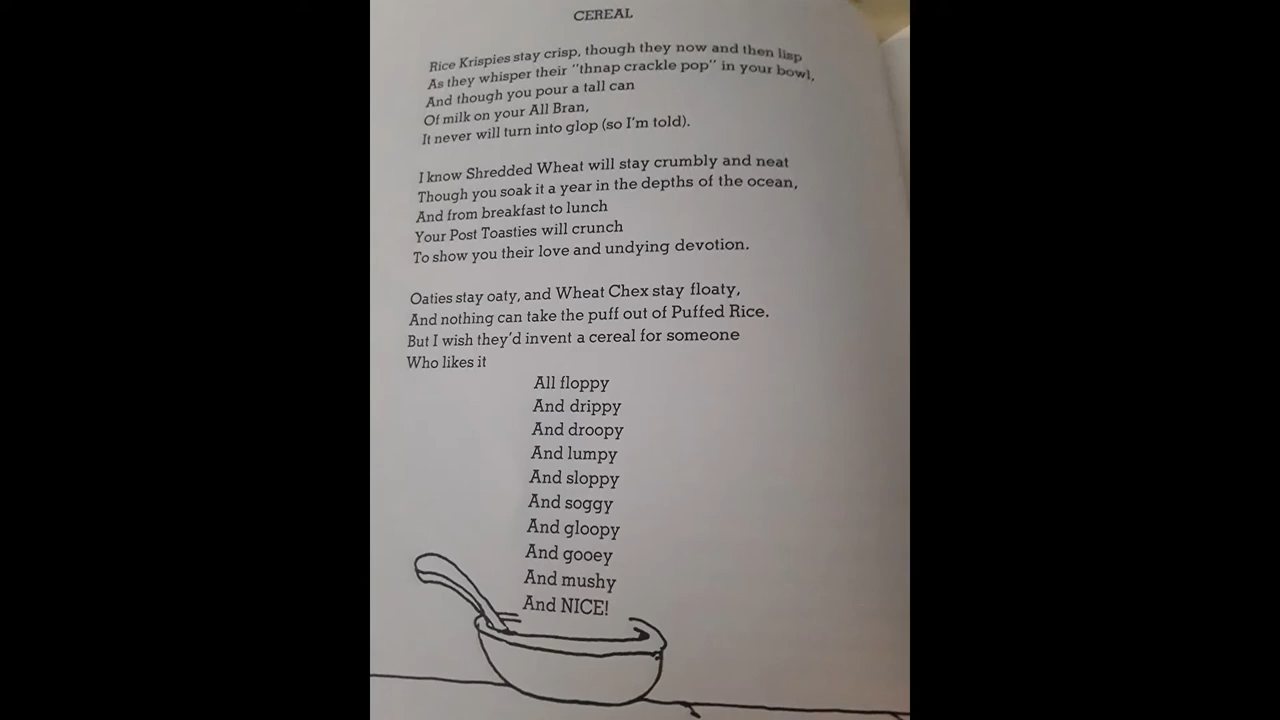 CEREAL
Rice Krispies stay crisp, though they now and then lisp
As they whisper their "thnap crackle pop" in your bowl,
And though you pour a tall can
Of milk on your All Bran,
It never will turn into glop (so I'm told).
I know Shredded Wheat will stay crumbly and neat
Though you soak it a year in the depths of the ocean,
And from breakfast to lunch
Your Post Toasties will crunch
To show you their love and undying devotion.
Oaties stay oaty, and Wheat Chex stay floaty,
And nothing can take the puff out of Puffed Rice.
But I wish they'd invent a cereal for someone
Who likes it
All floppy
And drippy
And droopy
And lumpy
And sloppy
And soggy
And gloopy
And gooey
And mushy
And NICE!